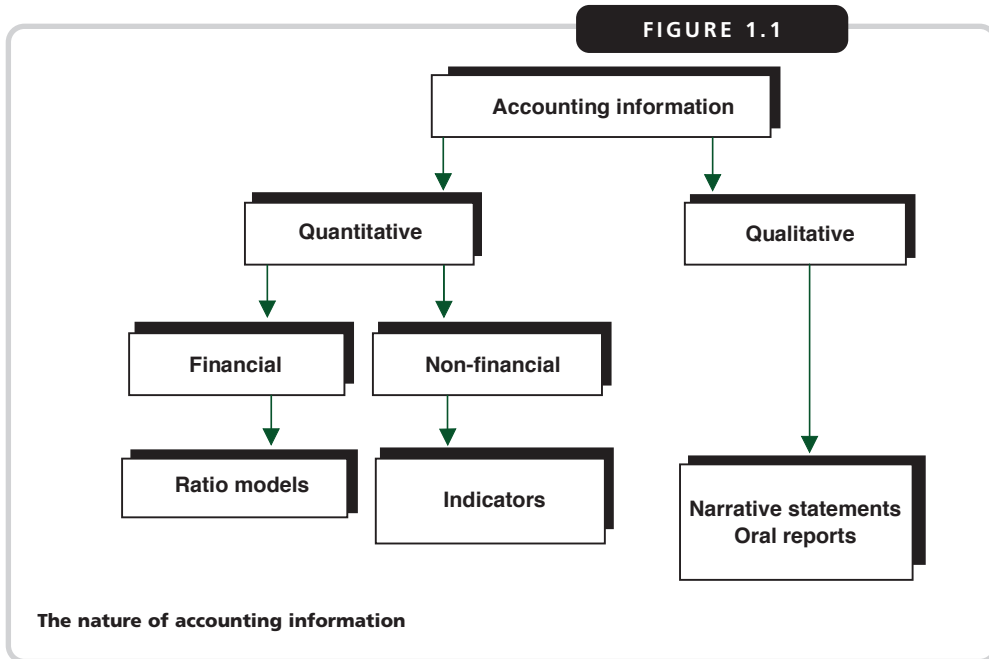 FIGURE 1.1
Accounting information
Quantitative
Qualitative
Financial
Non-financial
Ratio models
Indicators
Narrative statements
Oral reports
The nature of accounting information